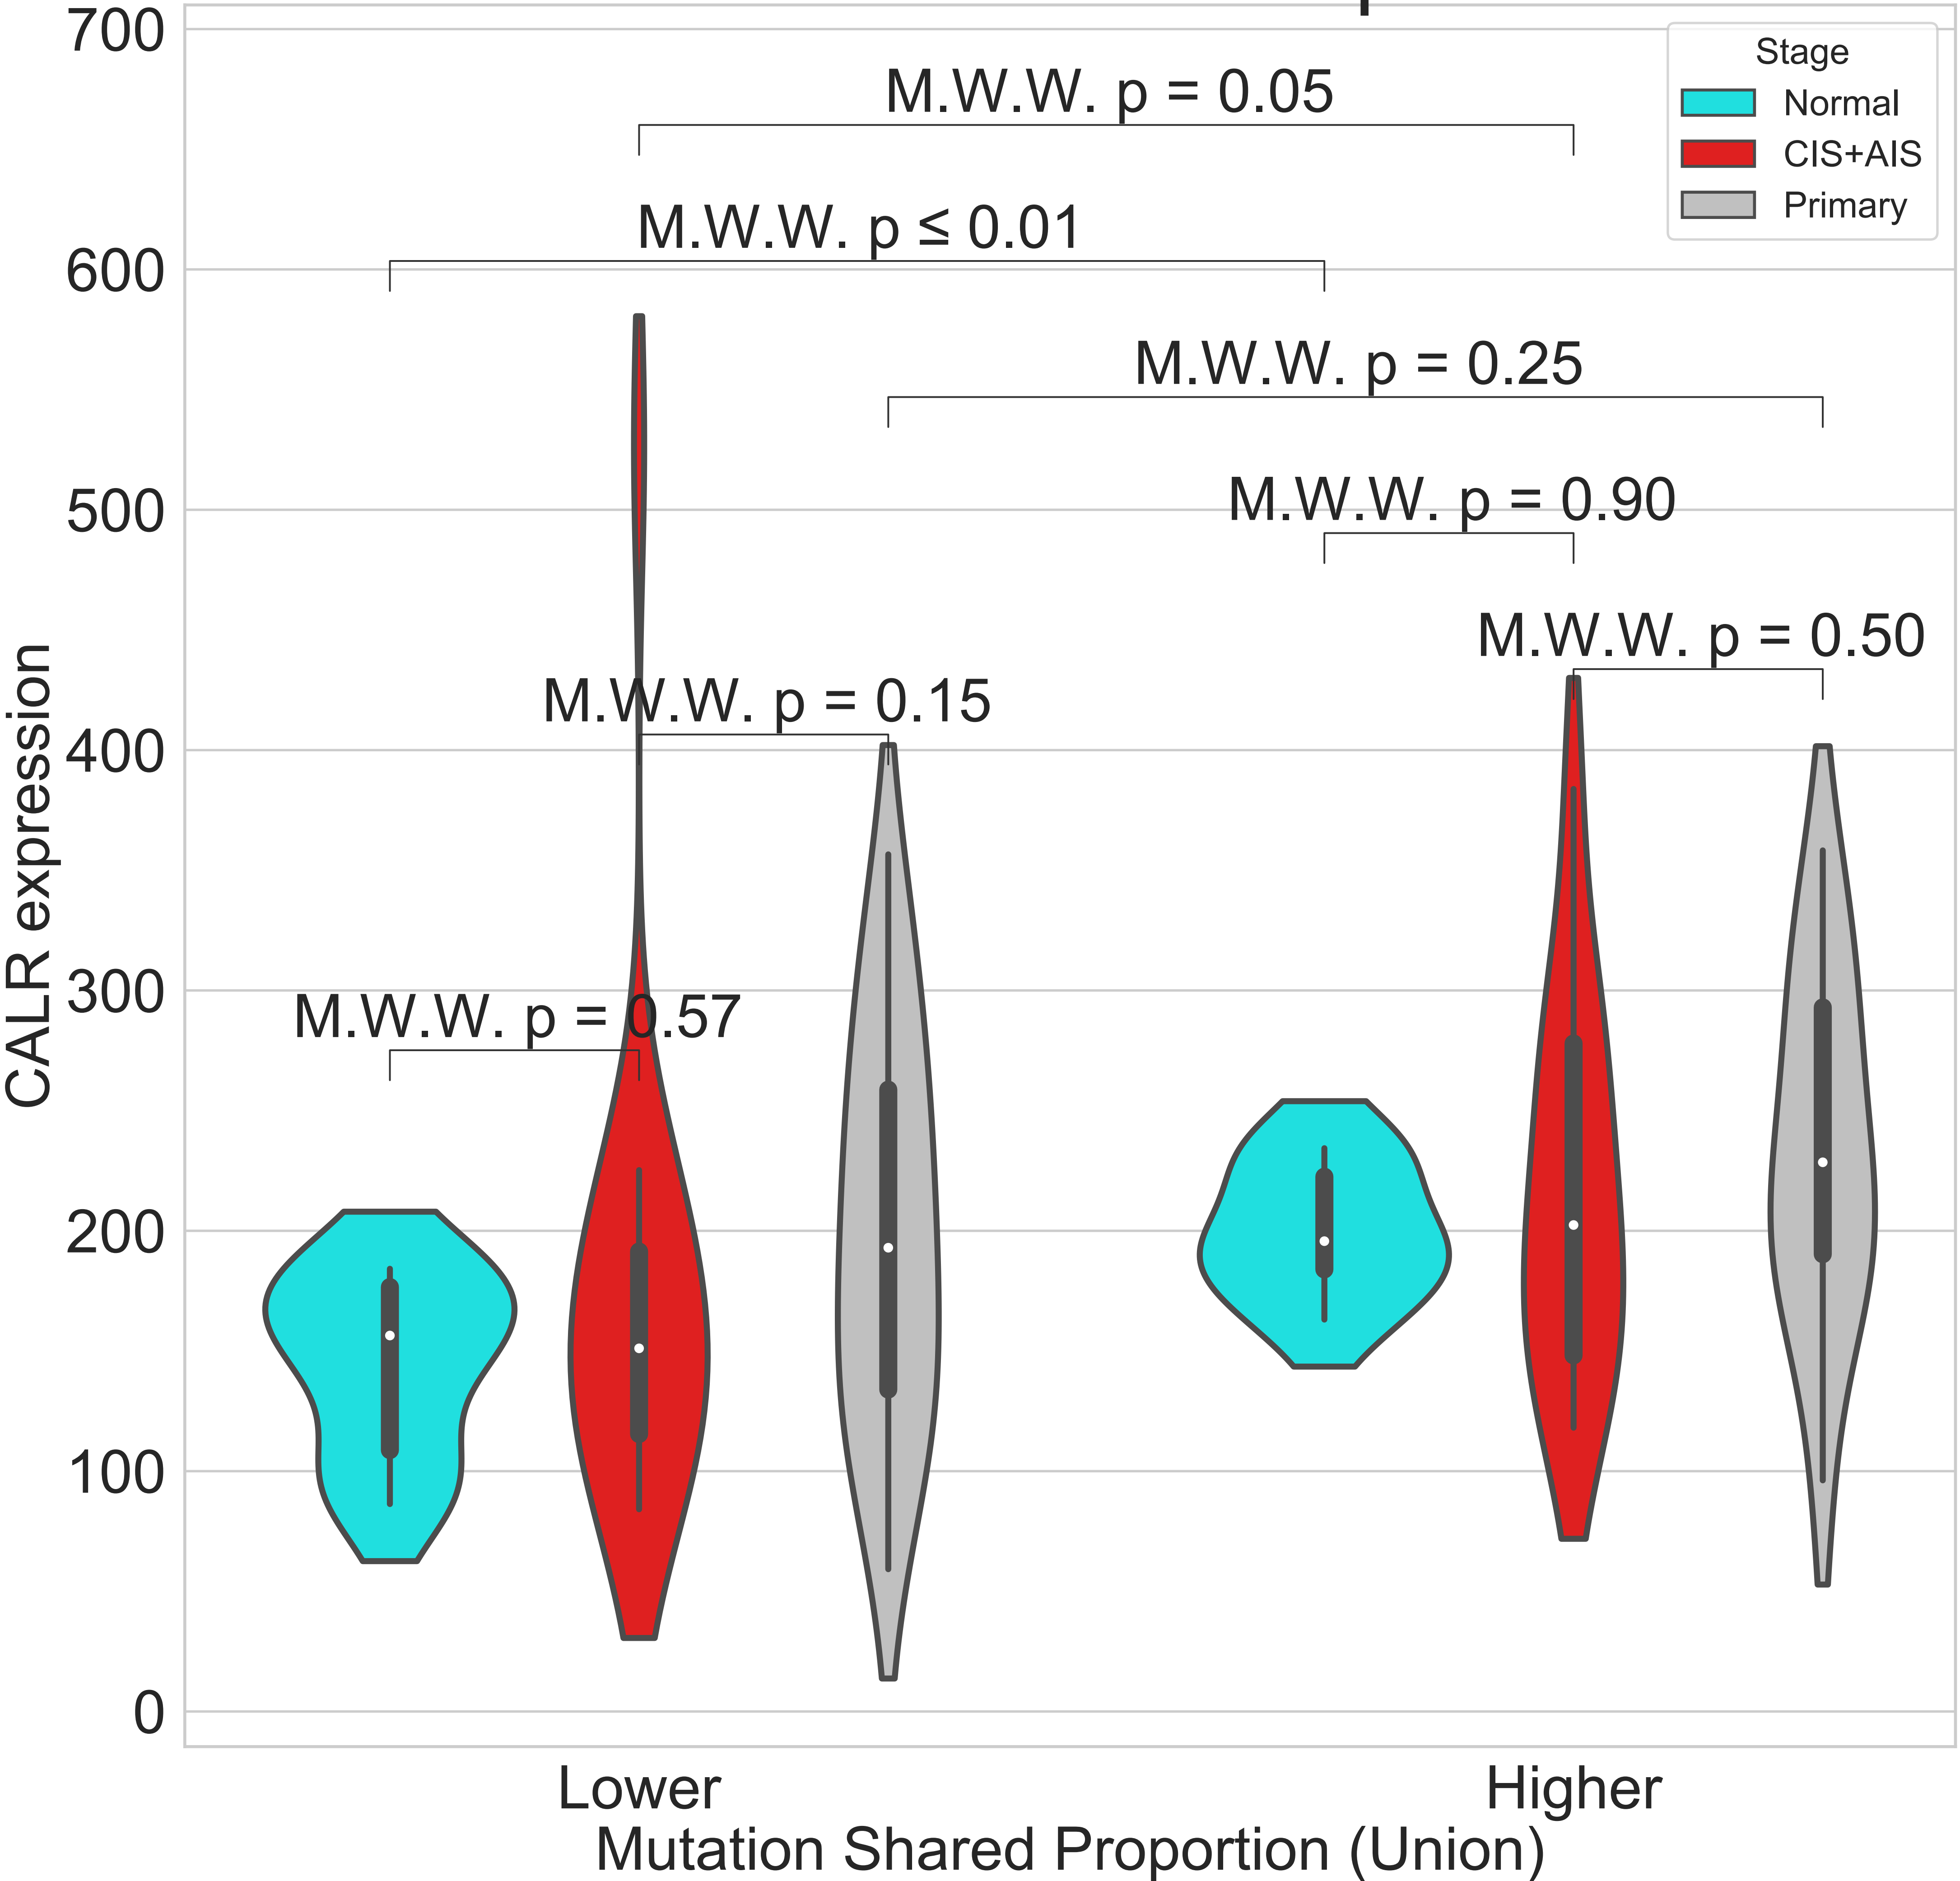 700
600
500
400
300
200
100
0
CALR expression
M.W.W. p = 0.05
M.W.W. p ≤ 0.01
M.W.W. p = 0.25
M.W.W. p = 0.90
M.W.W. p = 0.50
M.W.W. p = 0.15
M.W.W. p = 0.57
Stage
Normal
CIS+AIS
Primary
Lower
Higher
Mutation Shared Proportion (Union)